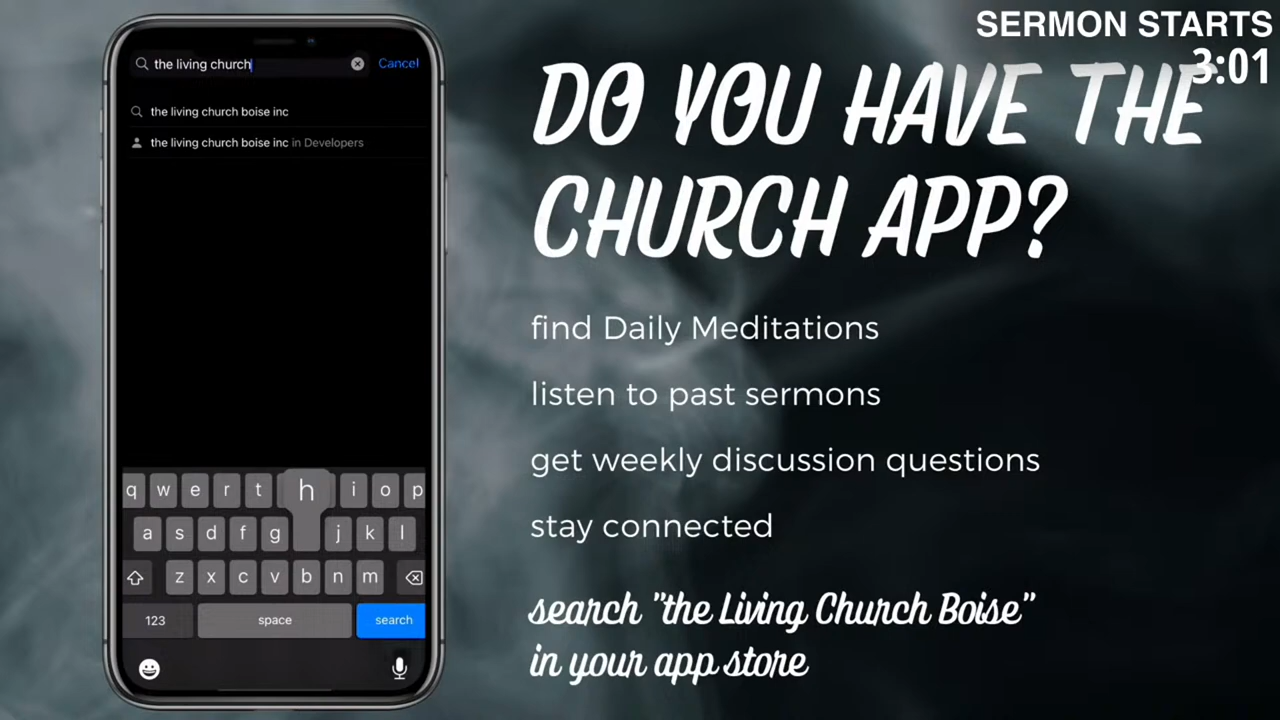 SERMON STARTS
3:01
the living church
Cancel
the living church boise inc
the living church boise inc in Developers
q w e r t h i o p
a s d f g j k l
z x c v b n m
123 space search
DO YOU HAVE THE
CHURCH APP?
find Daily Meditations
listen to past sermons
get weekly discussion questions
stay connected
search "the Living Church Boise"
in your app store